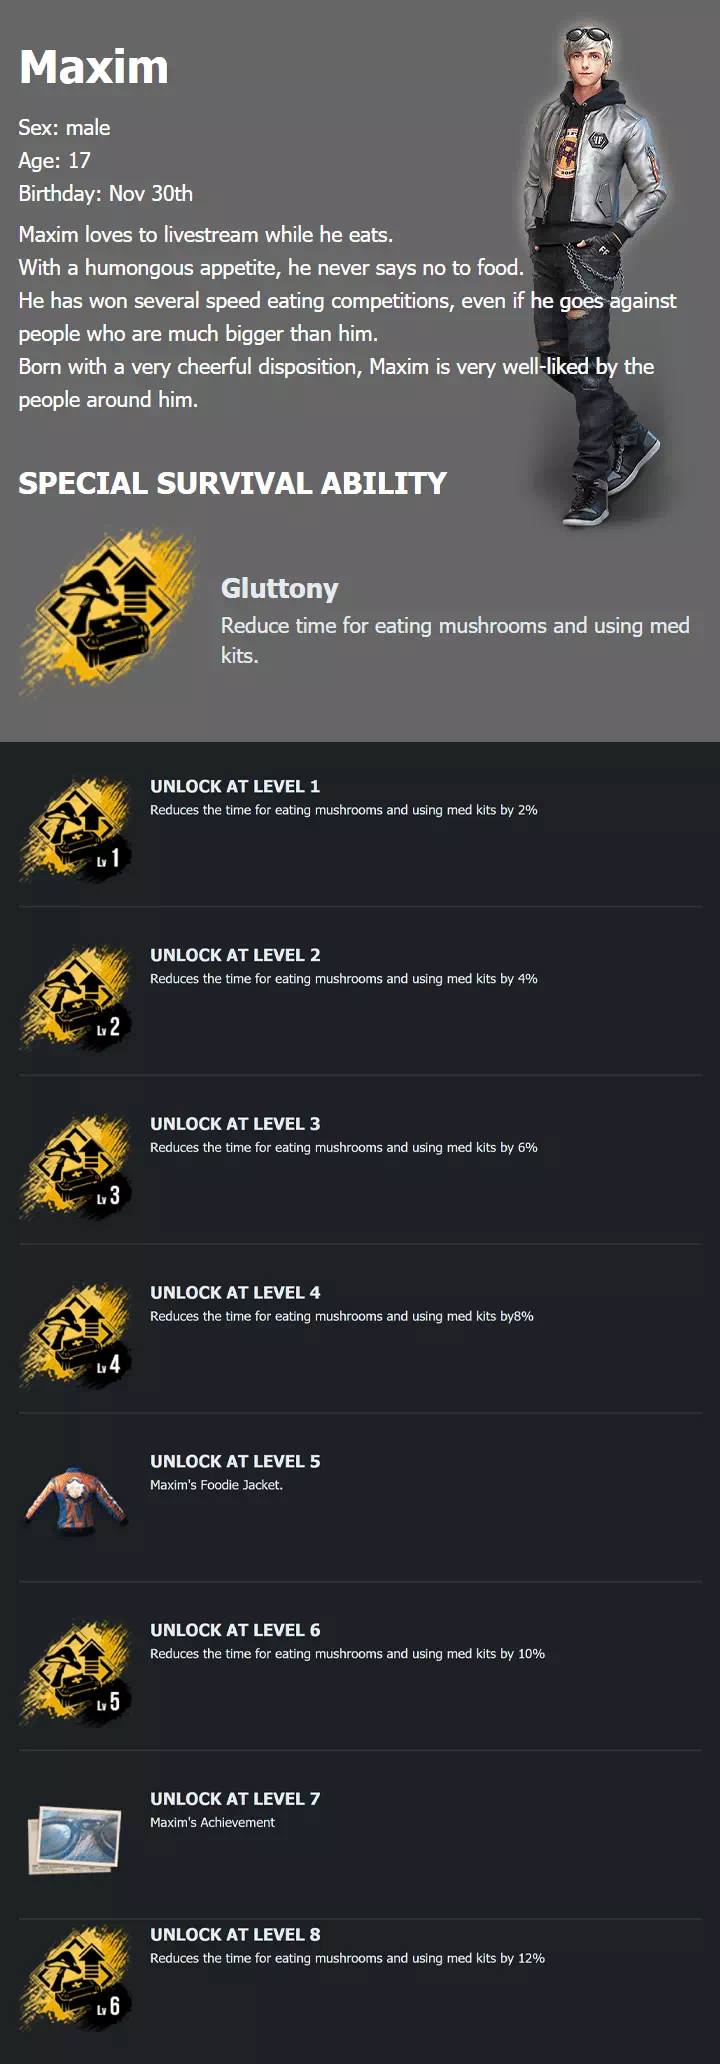 Maxim
Sex: male
Age: 17
Birthday: Nov 30th
Maxim loves to livestream while he eats.
With a humongous appetite, he never says no to food.
He has won several speed eating competitions, even if he goes against
people who are much bigger than him.
Born with a very cheerful disposition, Maxim is very well-liked by the
people around him.
SPECIAL SURVIVAL ABILITY
Gluttony
Reduce time for eating mushrooms and using med
kits.
UNLOCK AT LEVEL 1
Reduces the time for eating mushrooms and using med kits by 2%
Lv 1
UNLOCK AT LEVEL 2
Reduces the time for eating mushrooms and using med kits by 4%
Lv 2
UNLOCK AT LEVEL 3
Reduces the time for eating mushrooms and using med kits by 6%
Lv 3
UNLOCK AT LEVEL 4
Reduces the time for eating mushrooms and using med kits by8%
Lv 4
UNLOCK AT LEVEL 5
Maxim's Foodie Jacket.
UNLOCK AT LEVEL 6
Reduces the time for eating mushrooms and using med kits by 10%
Lv 5
UNLOCK AT LEVEL 7
Maxim's Achievement
UNLOCK AT LEVEL 8
Reduces the time for eating mushrooms and using med kits by 12%
Lv 6